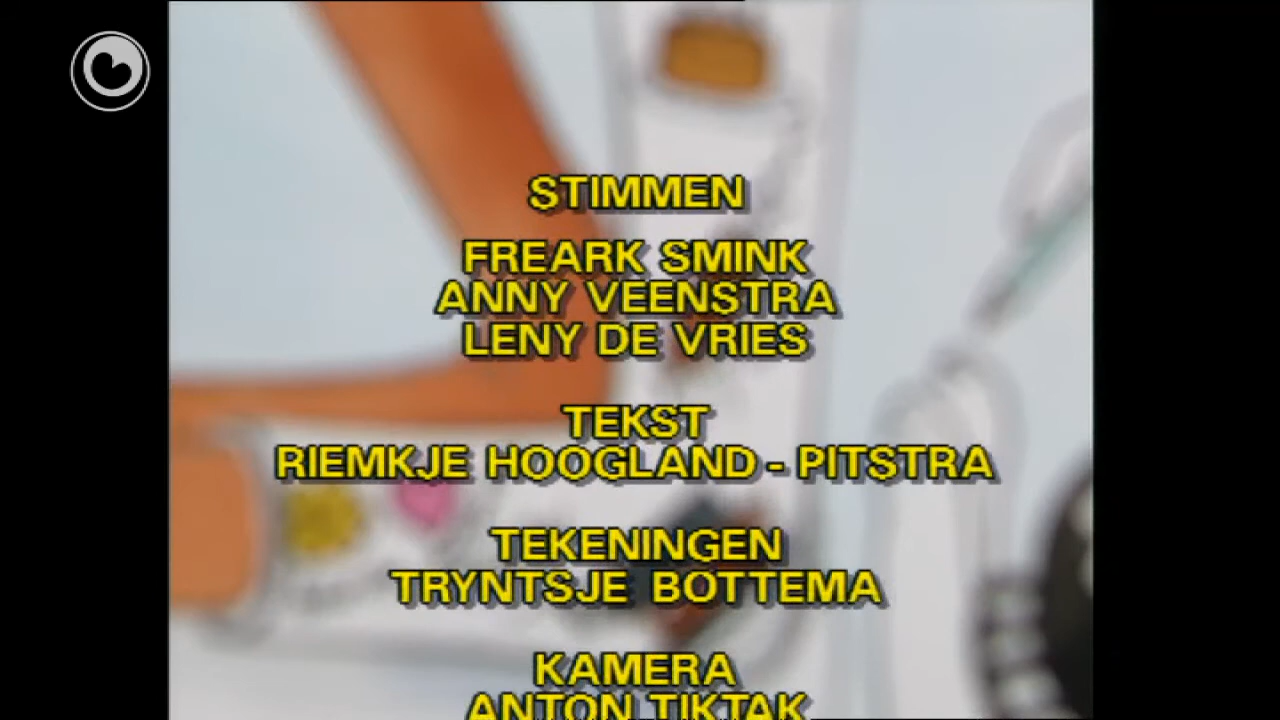 STIMMEN
FREARK SMINK
ANNY VEENSTRA
LENY DE VRIES
TEKST
RIEMKJE HOOGLAND - PITSTRA
TEKENINGEN
TRYNTSJE BOTTEMA
KAMERA
ANTON TIKTAK